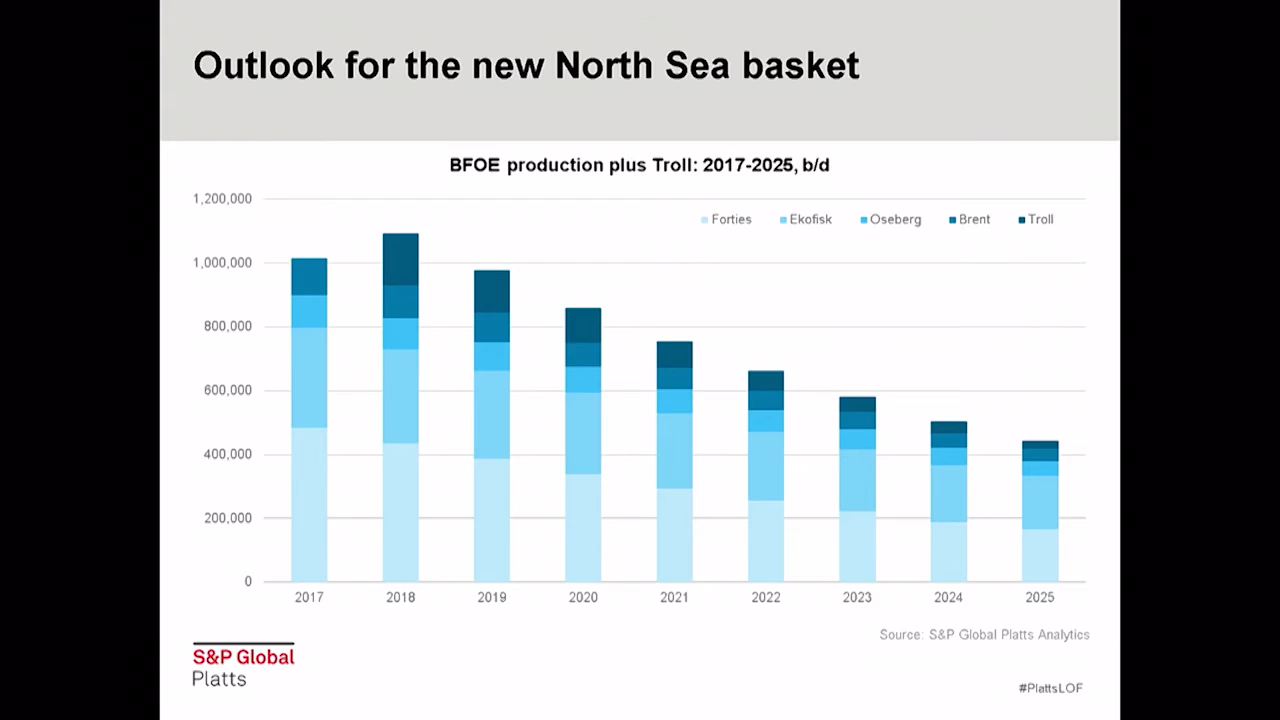 Outlook for the new North Sea basket
BFOE production plus Troll: 2017-2025, b/d
1,200,000
Forties Ekofisk Oseberg Brent Troll
1,000,000
800,000
600,000
400,000
200,000
0
2017 2018 2019 2020 2021 2022 2023 2024 2025
Source: S&P Global Platts Analytics
S&P Global
Platts
#PlattsLOF